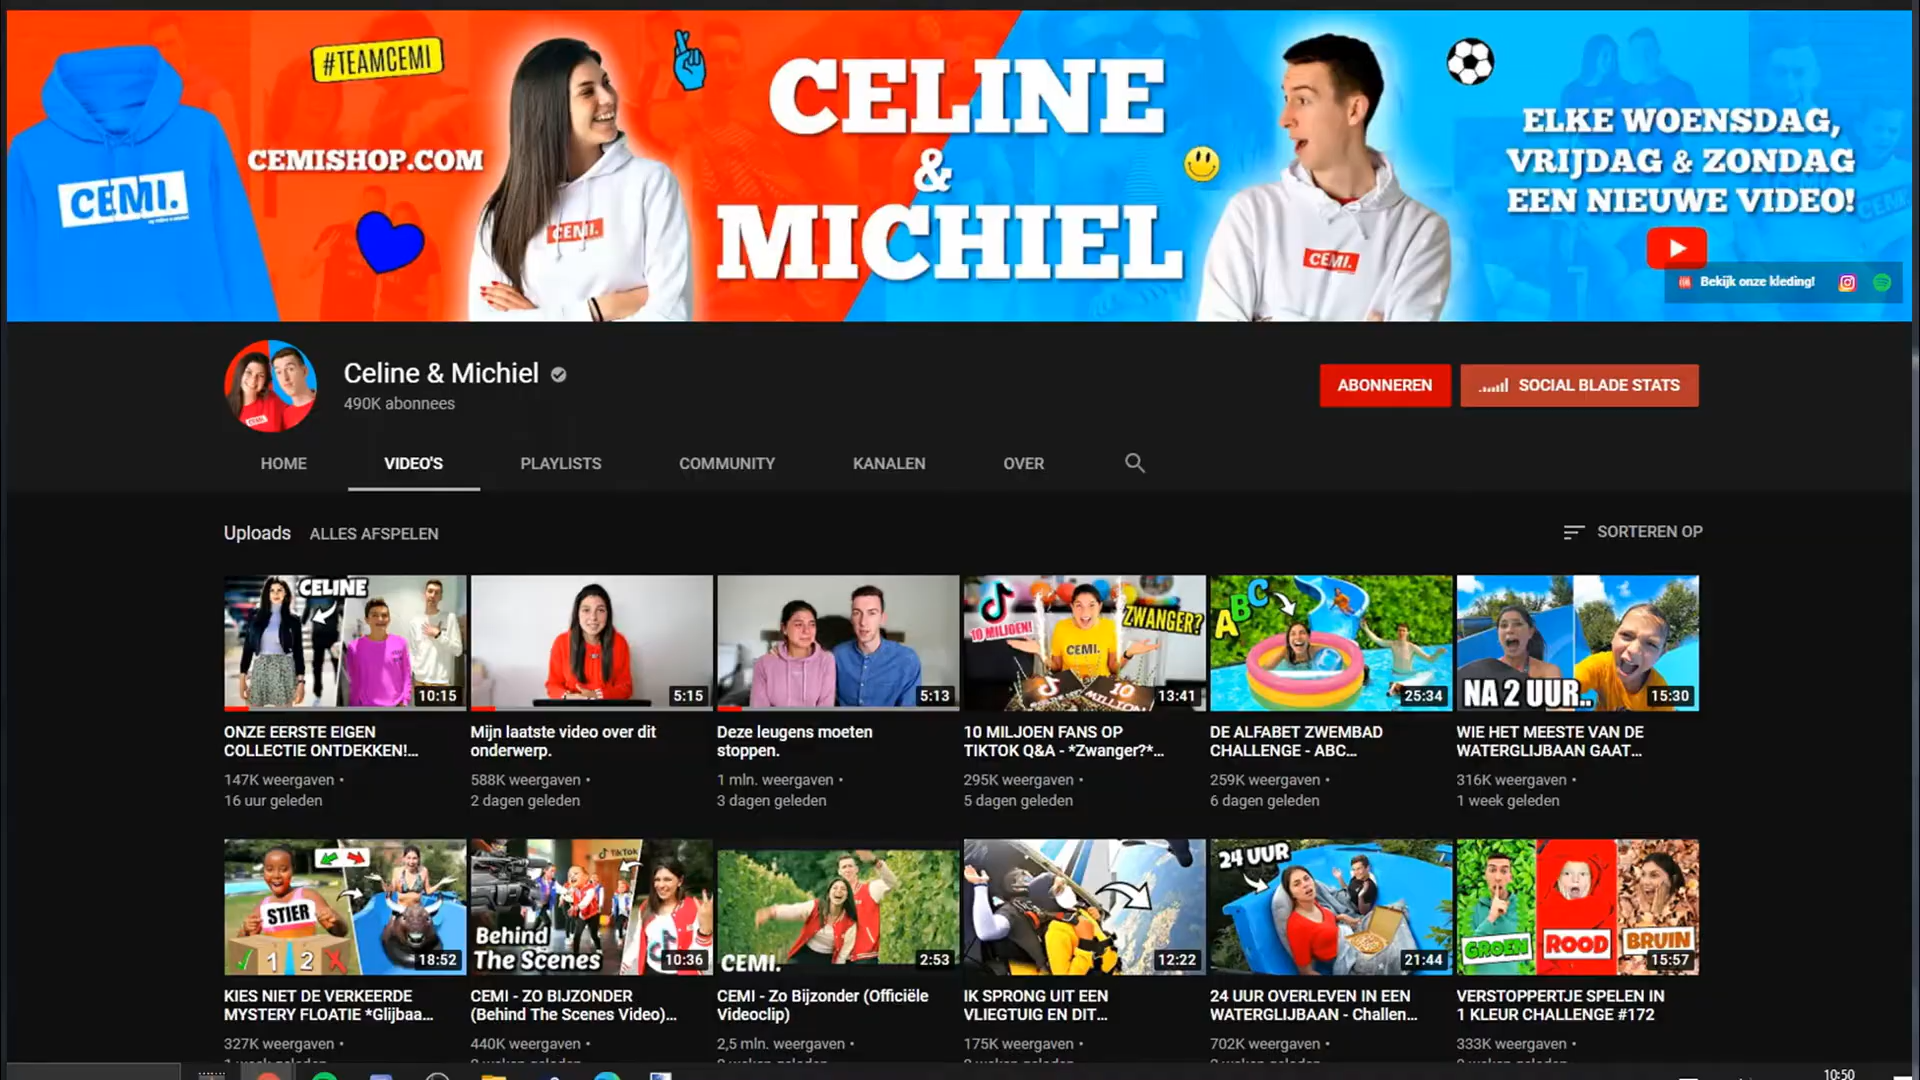 #TEAMCEMI
CEMISHOP.COM
CEMI.
CEMI.
CELINE
&
MICHIEL
CEMI.
ELKE WOENSDAG,
VRIJDAG & ZONDAG
EEN NIEUWE VIDEO!
Bekijk onze kleding!
Celine & Michiel
490K abonnees
ABONNEREN
SOCIAL BLADE STATS
HOME VIDEO'S PLAYLISTS COMMUNITY KANALEN OVER
Uploads ALLES AFSPELEN
SORTEREN OP
CELINE
10:15
5:15
5:13
10 MILJOEN!
ZWANGER?
CEMI.
10
MILLION
13:41
ABC
25:34
NA 2 UUR..
15:30
ONZE EERSTE EIGEN
COLLECTIE ONTDEKKEN!...
147K weergaven •
16 uur geleden
Mijn laatste video over dit
onderwerp.
588K weergaven •
2 dagen geleden
Deze leugens moeten
stoppen.
1 mln. weergaven •
3 dagen geleden
10 MILJOEN FANS OP
TIKTOK Q&A - *Zwanger?*...
295K weergaven •
5 dagen geleden
DE ALFABET ZWEMBAD
CHALLENGE - ABC...
259K weergaven •
6 dagen geleden
WIE HET MEESTE VAN DE
WATERGLIJBAAN GAAT...
316K weergaven •
1 week geleden
STIER
1 2
18:52
TikTok
Behind
The Scenes
10:36
CEMI.
2:53
12:22
24 UUR
21:44
GROEN
ROOD
BRUIN
15:57
KIES NIET DE VERKEERDE
MYSTERY FLOATIE *Glijbaa...
327K weergaven •
CEMI - ZO BIJZONDER
(Behind The Scenes Video)...
440K weergaven •
CEMI - Zo Bijzonder (Officiële
Videoclip)
2,5 mln. weergaven •
IK SPRONG UIT EEN
VLIEGTUIG EN DIT...
175K weergaven •
24 UUR OVERLEVEN IN EEN
WATERGLIJBAAN - Challen...
702K weergaven •
VERSTOPPERTJE SPELEN IN
1 KLEUR CHALLENGE #172
333K weergaven •
10:50